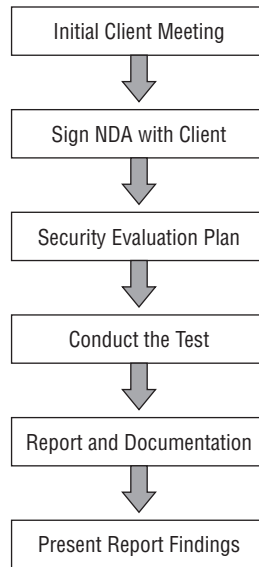 Initial Client Meeting
Sign NDA with Client
Security Evaluation Plan
Conduct the Test
Report and Documentation
Present Report Findings